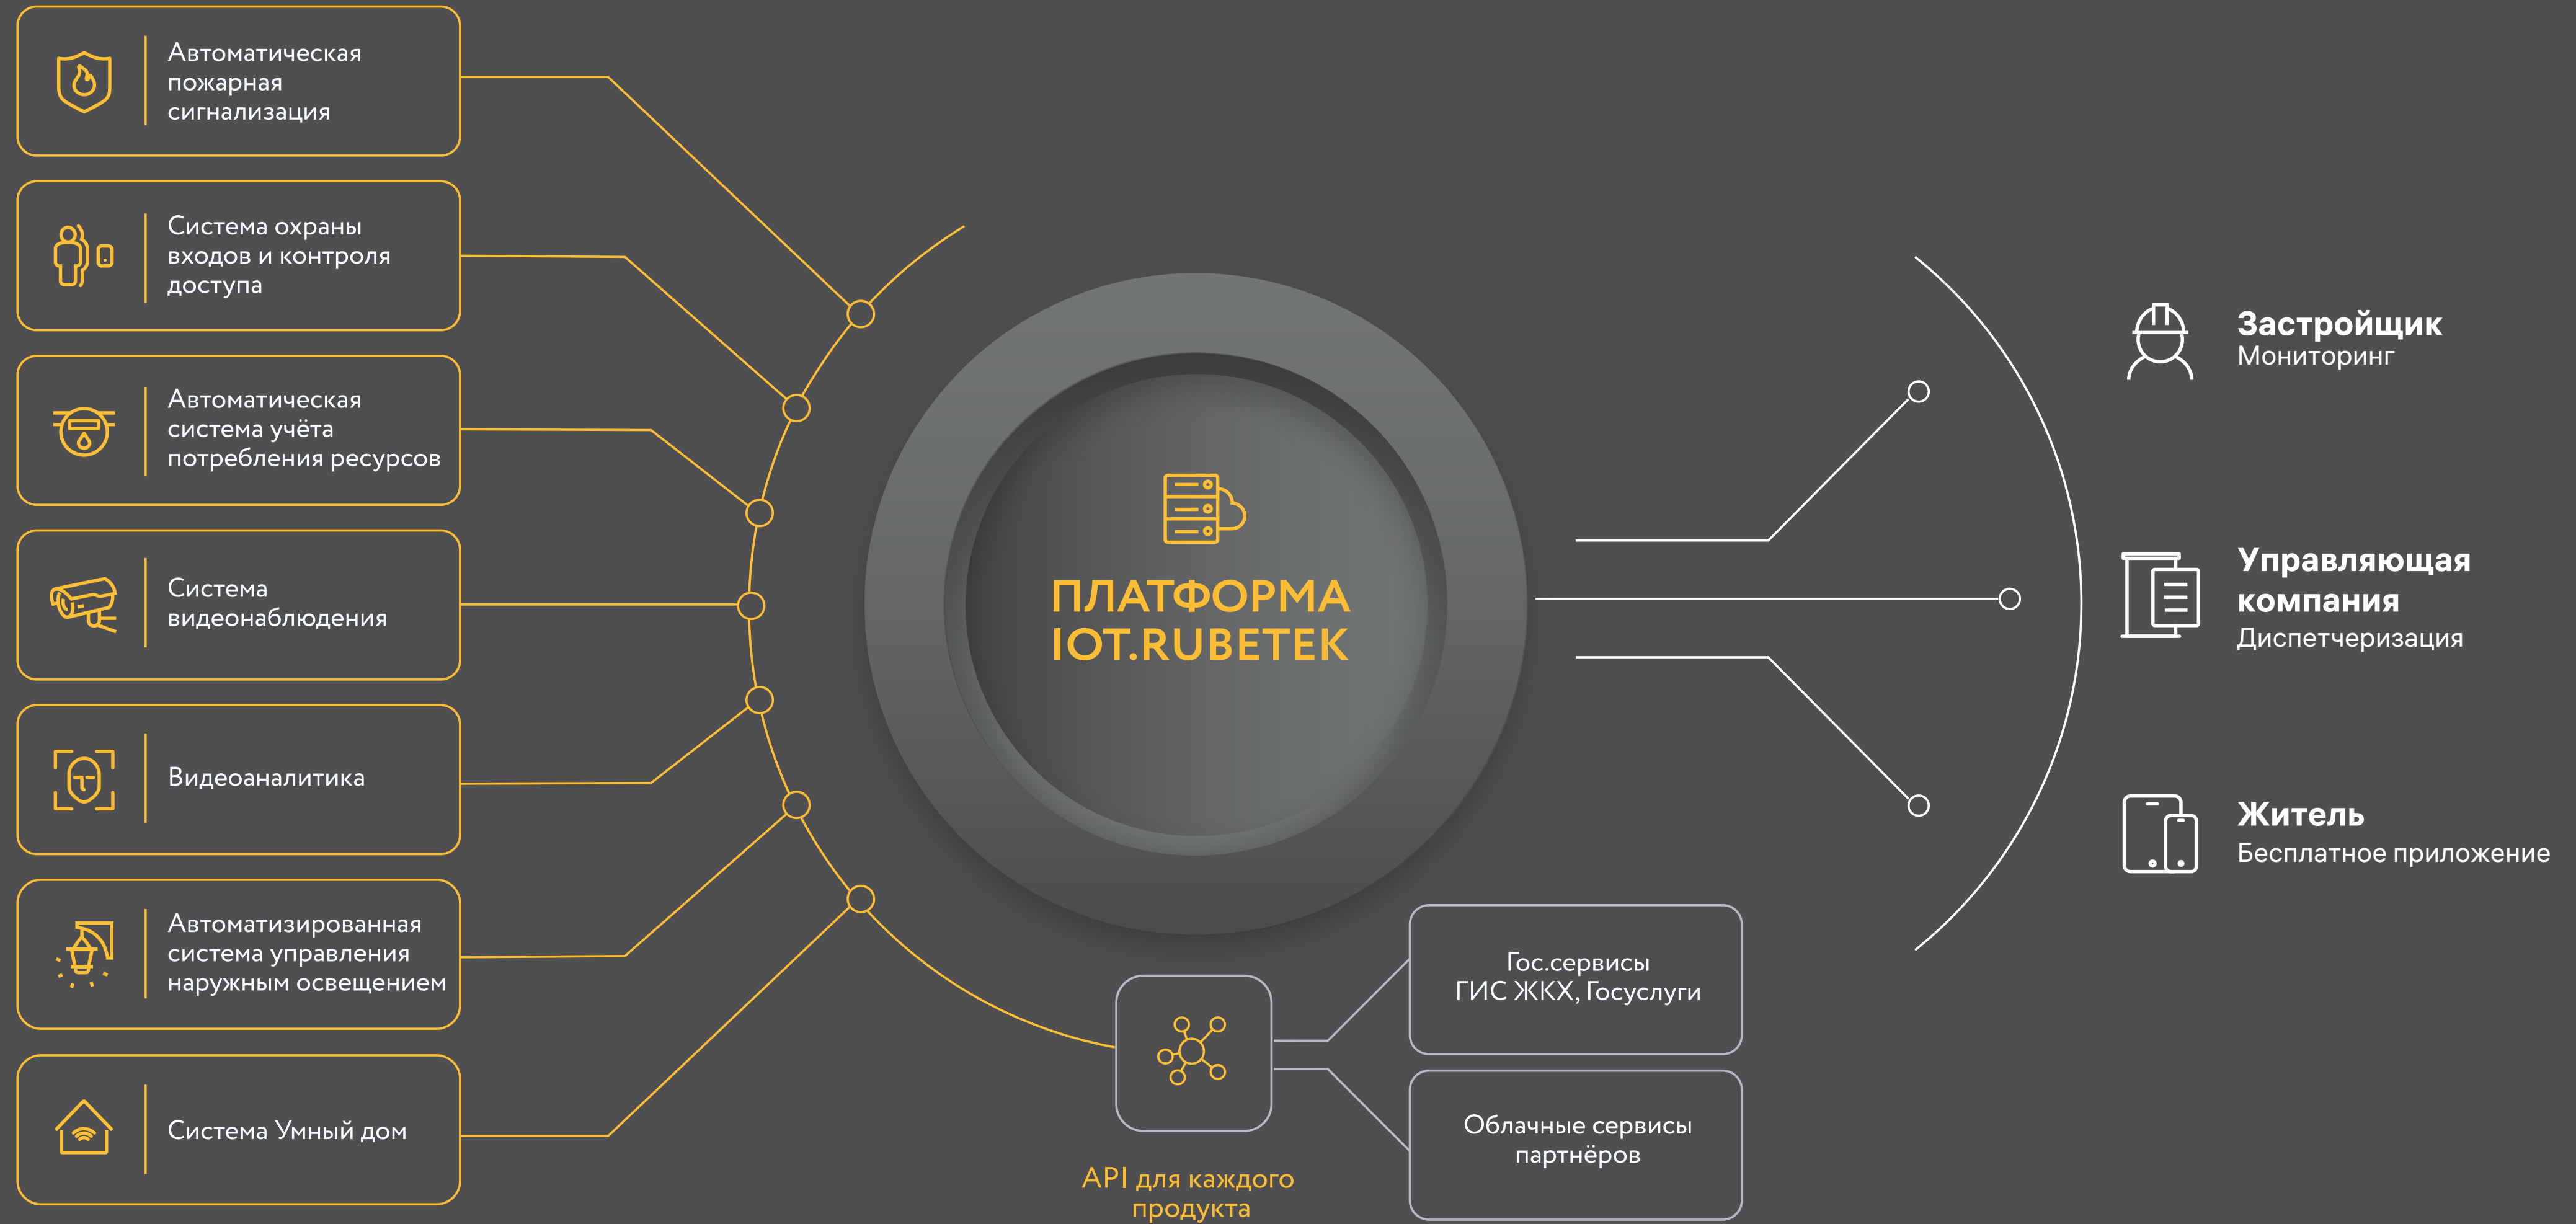 Автоматическая
пожарная
сигнализация
Система охраны
входов и контроля
доступа
Автоматическая
система учёта
потребления ресурсов
Система
видеонаблюдения
Видеоаналитика
Автоматизированная
система управления
наружным освещением
Система Умный дом
ПЛАТФОРМА
IOT.RUBETEK
API для каждого
продукта
Гос.сервисы
ГИС ЖКХ, Госуслуги
Облачные сервисы
партнёров
Застройщик
Мониторинг
Управляющая
компания
Диспетчеризация
Житель
Бесплатное приложение